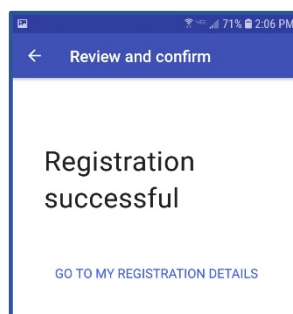 71% 2:06 PM
Review and confirm
Registration
successful
GO TO MY REGISTRATION DETAILS